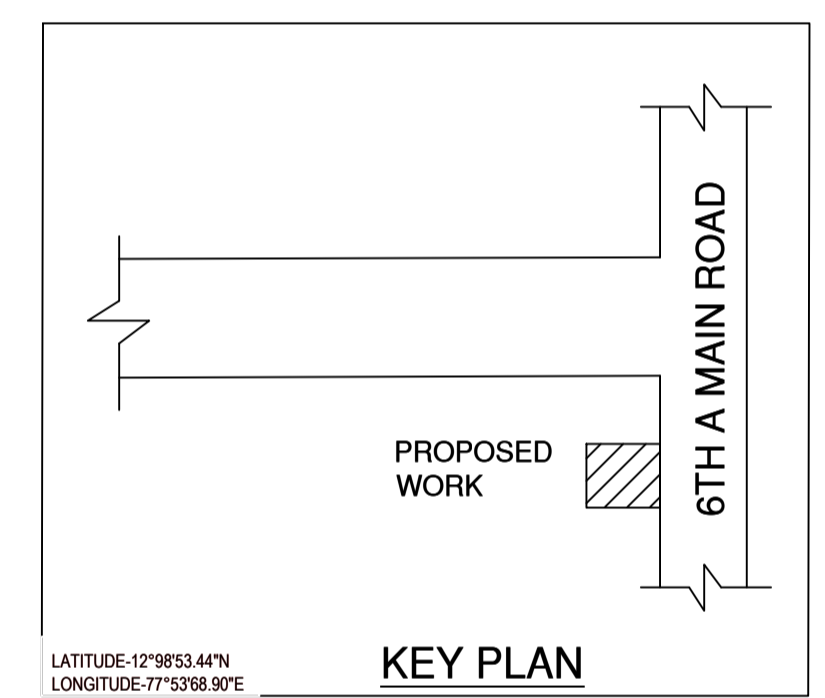 6TH A MAIN ROAD
PROPOSED
WORK
KEY PLAN
LATITUDE-12°98'53.44"N
LONGITUDE-77°53'68.90"E